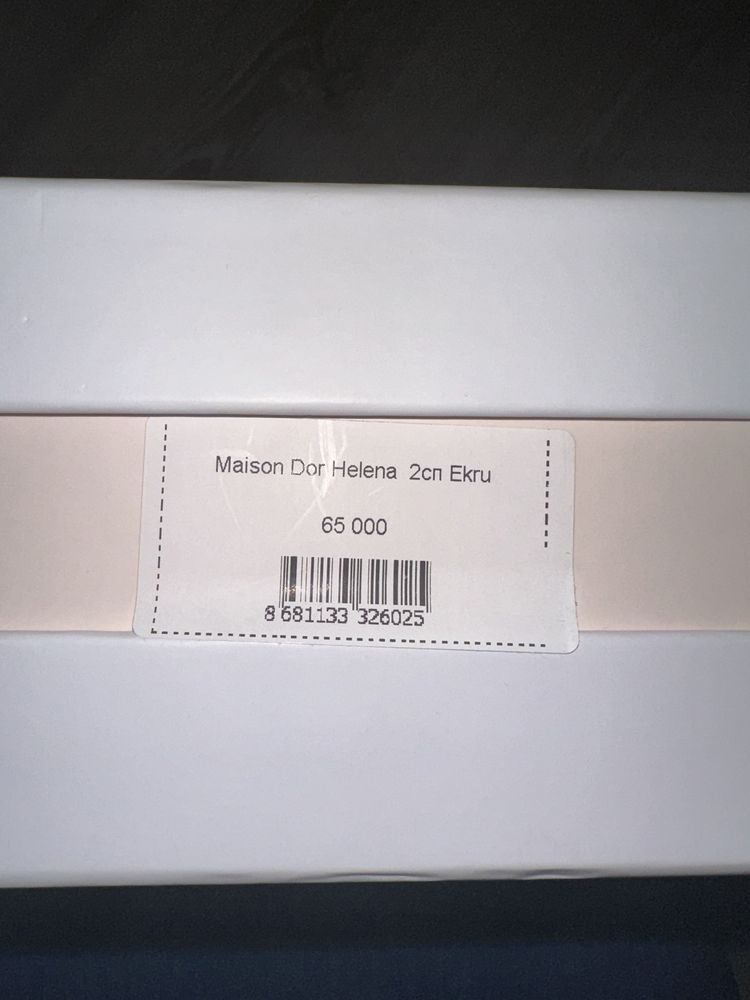 Maison Dor Helena 2сп Ekru
65 000
8 681133 326025